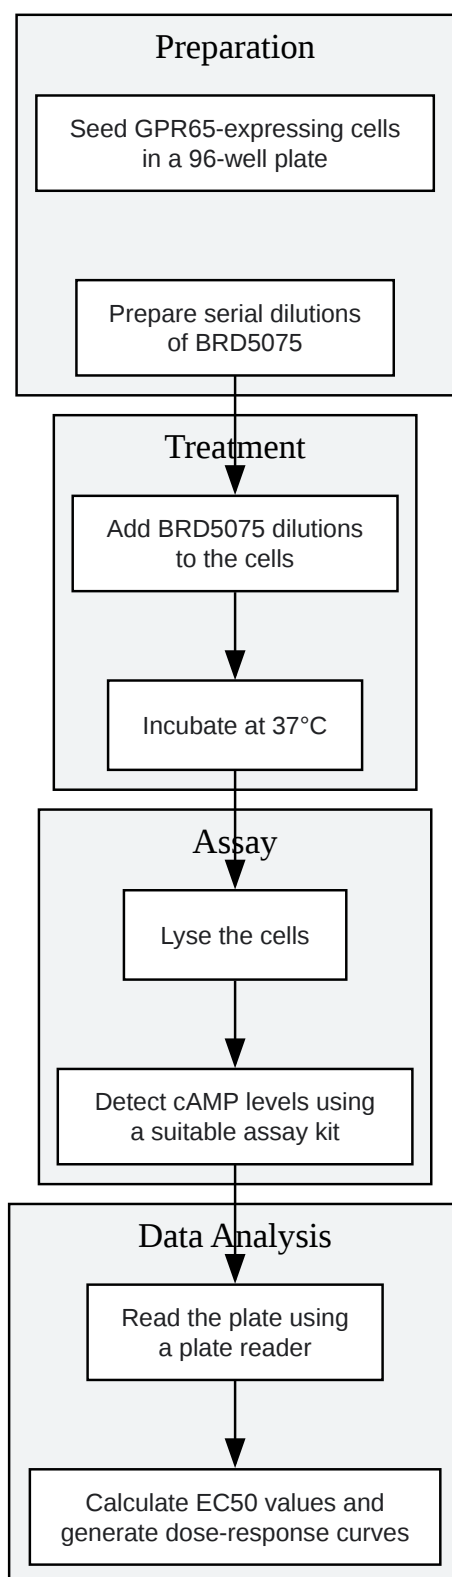 Preparation
Seed GPR65-expressing cells
in a 96-well plate
Prepare serial dilutions
of BRD5075
Treatment
Add BRD5075 dilutions
to the cells
Incubate at 37°C
Assay
Lyse the cells
Detect cAMP levels using
a suitable assay kit
Data Analysis
Read the plate using
a plate reader
Calculate EC50 values and
generate dose-response curves